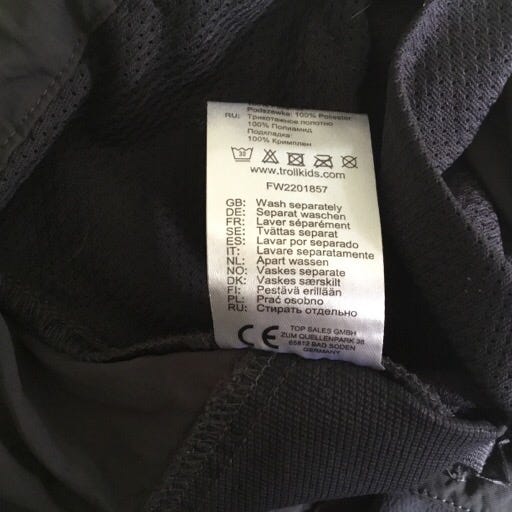 Podszewka: 100% Poliester
RU: Трикотажное полотно
100% Полиамид
Подкладка:
100% Кримплен
30
www.trollkids.com
FW2201857
GB: Wash separately
DE: Separat waschen
FR: Laver séparément
SE: Tvättas separat
ES: Lavar por separado
IT: Lavare separatamente
NL: Apart wassen
NO: Vaskes separate
DK: Vaskes særskilt
FI: Pestävä erillään
PL: Prać osobno
RU: Стирать отдельно
CE
TOP SALES GMBH
ZUM QUELLENPARK 38
65812 BAD SODEN
GERMANY